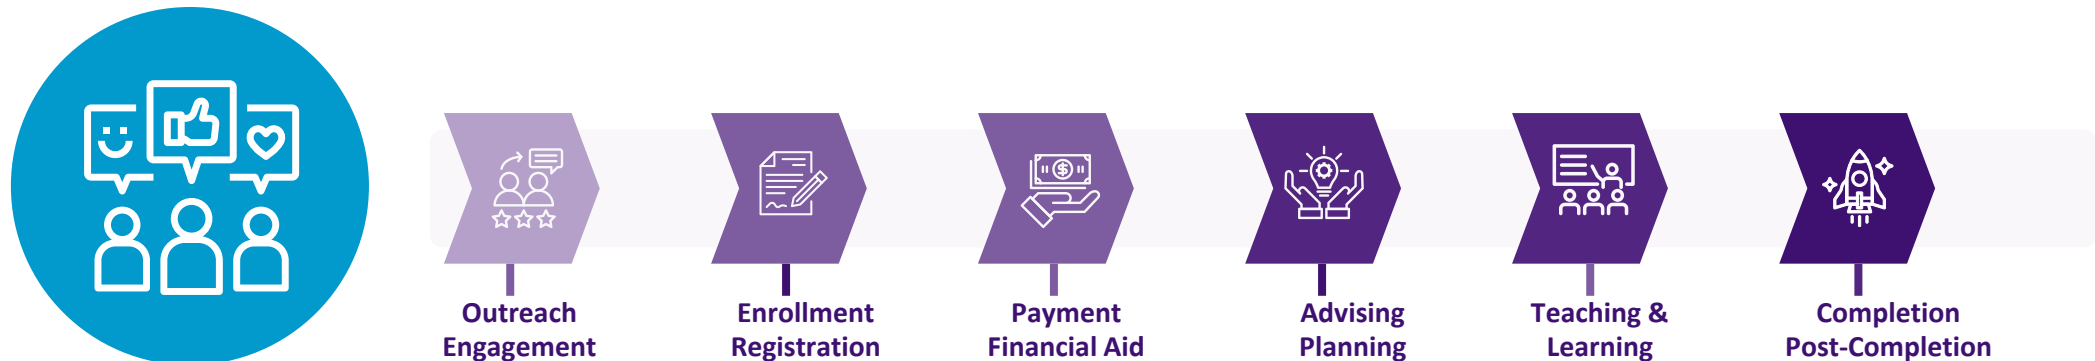 Outreach
Engagement
Enrollment
Registration
Payment
Financial Aid
Advising
Planning
Teaching &
Learning
Completion
Post-Completion